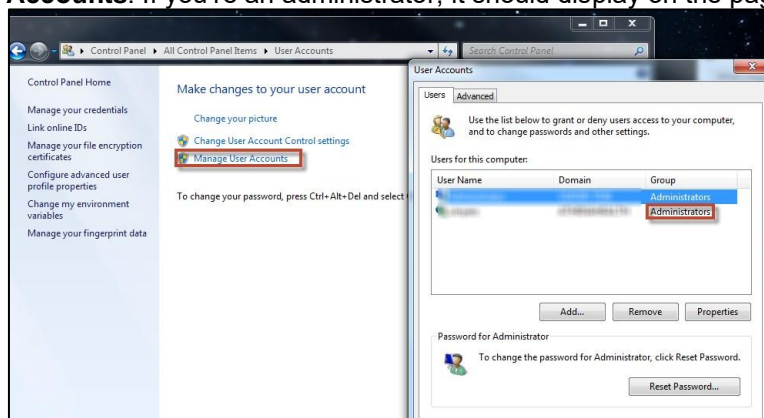 Accounts. If you're an administrator, it should display on the pag
Control Panel ▸ All Control Panel Items ▸ User Accounts
Search Control Panel
Control Panel Home
Manage your credentials
Link online IDs
Manage your file encryption
certificates
Configure advanced user
profile properties
Change my environment
variables
Manage your fingerprint data
Make changes to your user account
Change your picture
Change User Account Control settings
Manage User Accounts
To change your password, press Ctrl+Alt+Del and select
User Accounts
Users Advanced
Use the list below to grant or deny users access to your computer,
and to change passwords and other settings.
Users for this computer:
User Name Domain Group
Administrators
Administrators
Add... Remove Properties
Password for Administrator
To change the password for Administrator, click Reset Password.
Reset Password...